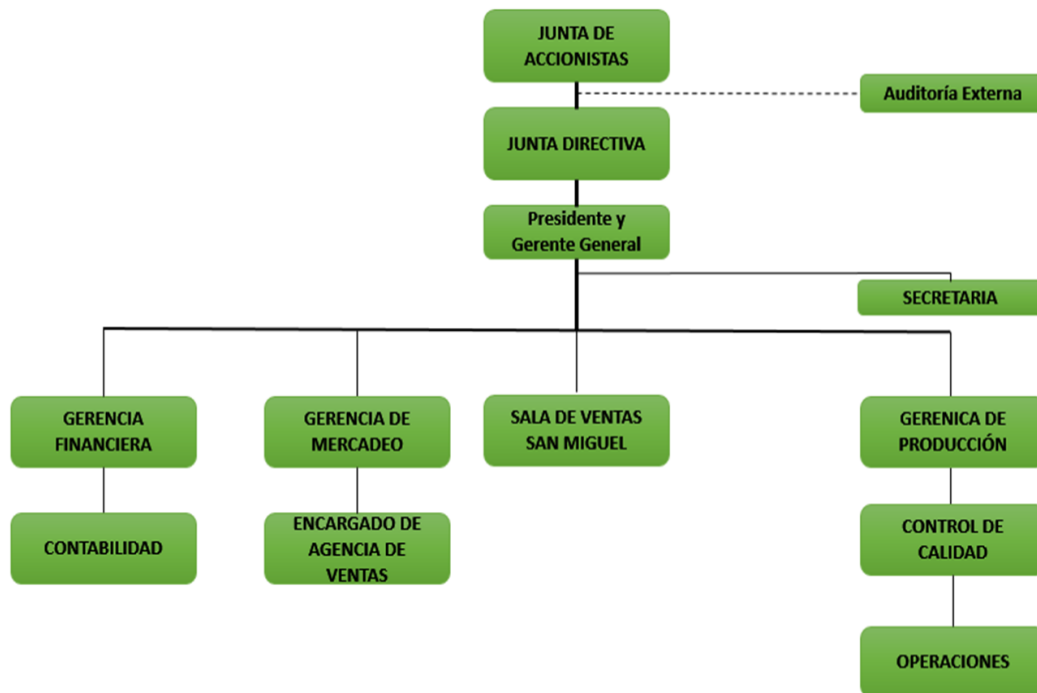 JUNTA DE
ACCIONISTAS
Auditoría Externa
JUNTA DIRECTIVA
Presidente y
Gerente General
SECRETARIA
GERENCIA
FINANCIERA
GERENCIA DE
MERCADEO
SALA DE VENTAS
SAN MIGUEL
GERENICA DE
PRODUCCIÓN
CONTABILIDAD
ENCARGADO DE
AGENCIA DE
VENTAS
CONTROL DE
CALIDAD
OPERACIONES